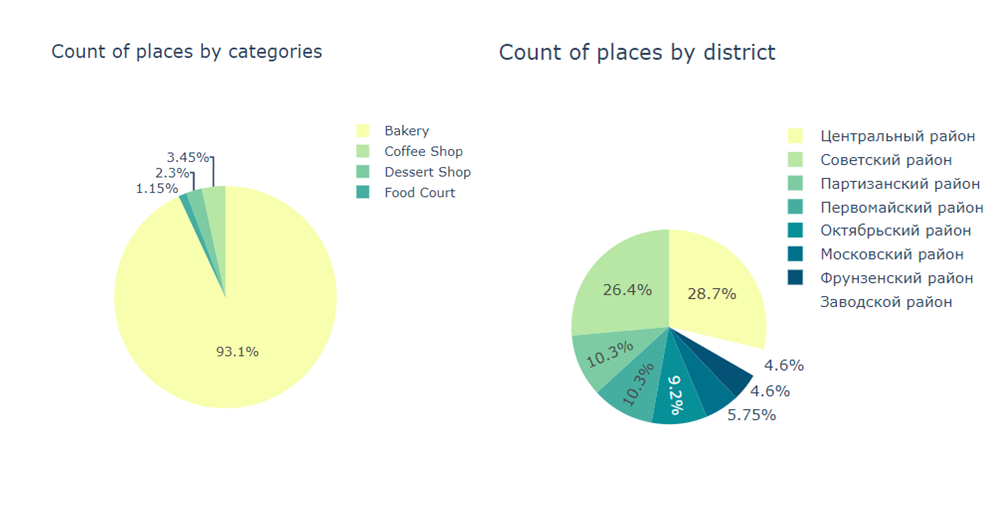 Count of places by categories
Bakery
Coffee Shop
Dessert Shop
Food Court
3.45%
2.3%
1.15%
93.1%
Count of places by district
Центральный район
Советский район
Партизанский район
Первомайский район
Октябрьский район
Московский район
Фрунзенский район
Заводской район
26.4%
28.7%
10.3%
10.3%
9.2%
4.6%
4.6%
5.75%